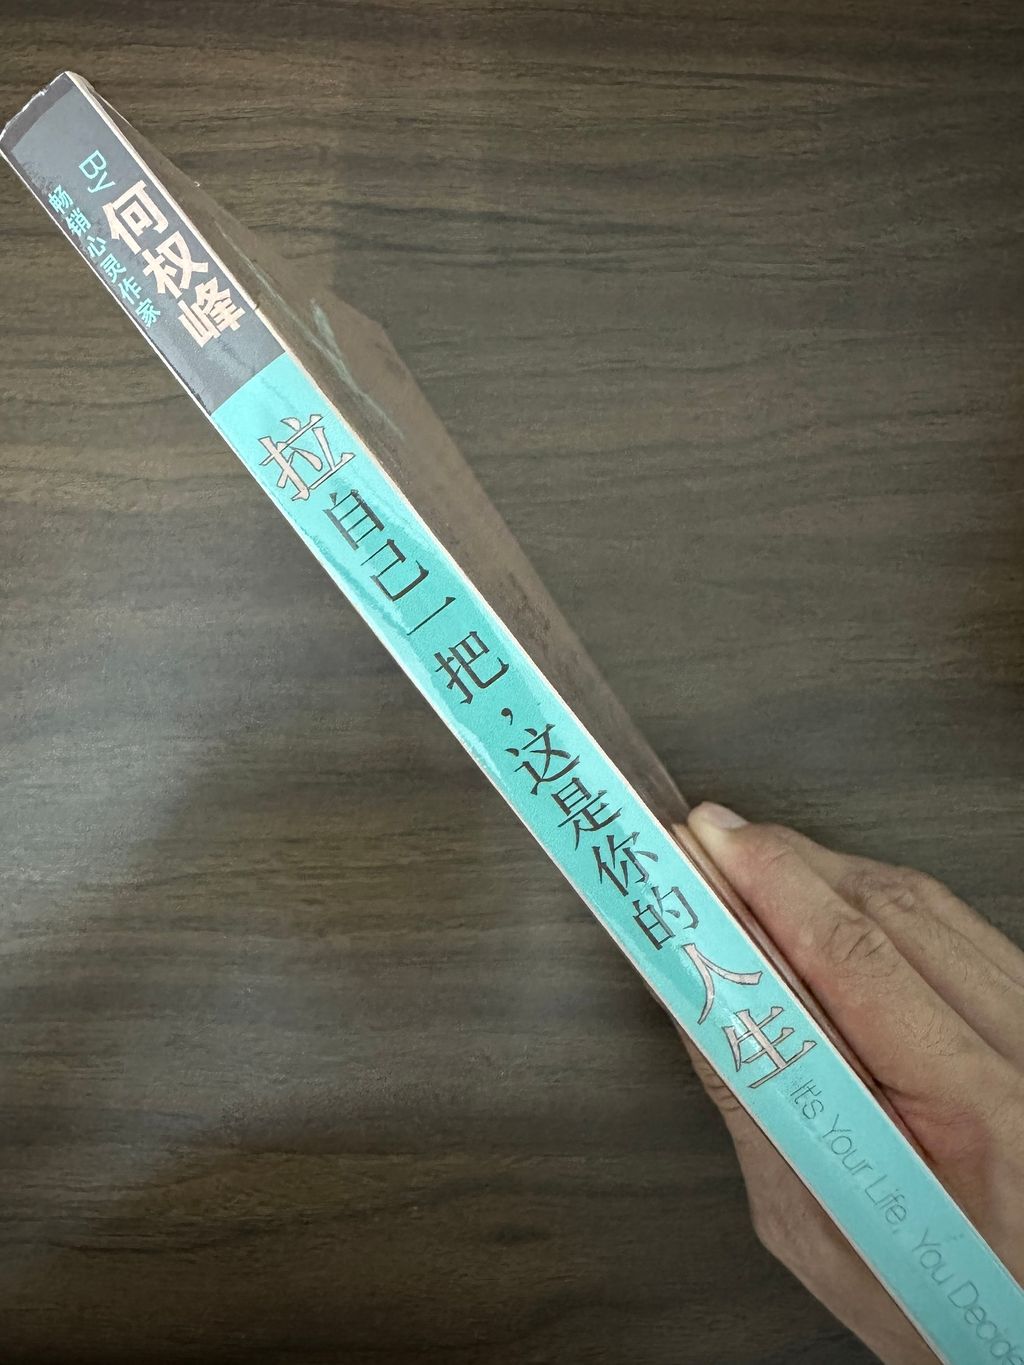 By 何权峰
畅销心灵作家
拉自己一把，这是你的人生
It's Your Life, You Decide